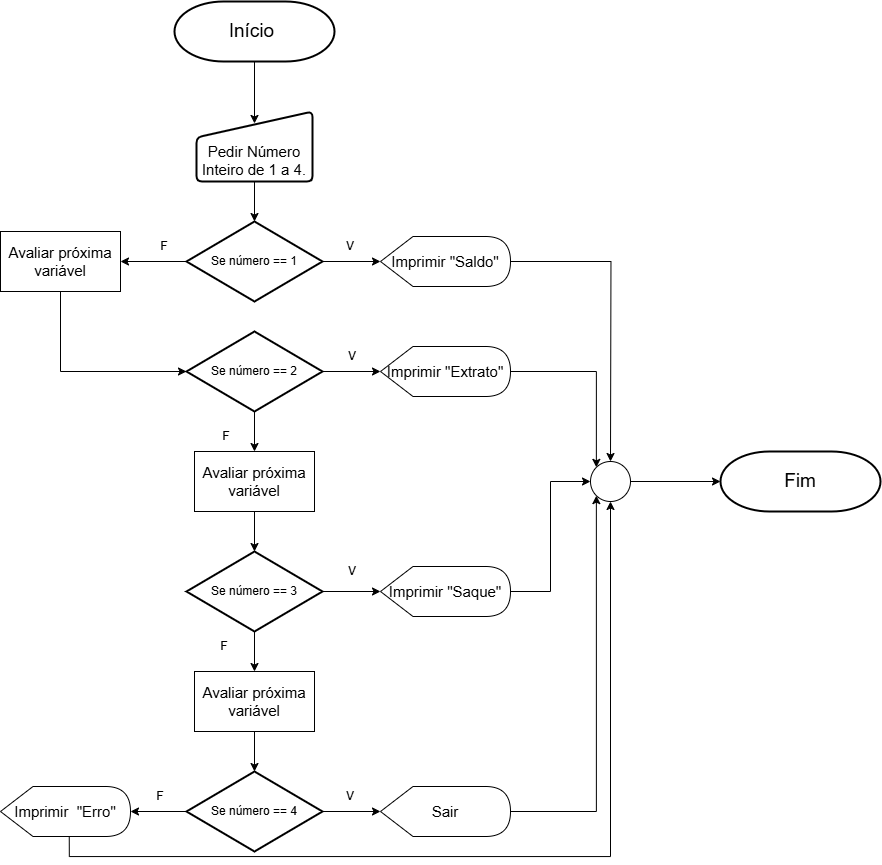 Início
Pedir Número
Inteiro de 1 a 4.
Avaliar próxima
variável
F
Se número == 1
V
Imprimir "Saldo"
Se número == 2
V
Imprimir "Extrato"
F
Avaliar próxima
variável
Fim
Se número == 3
V
Imprimir "Saque"
F
Avaliar próxima
variável
Imprimir  "Erro"
F
Se número == 4
V
Sair